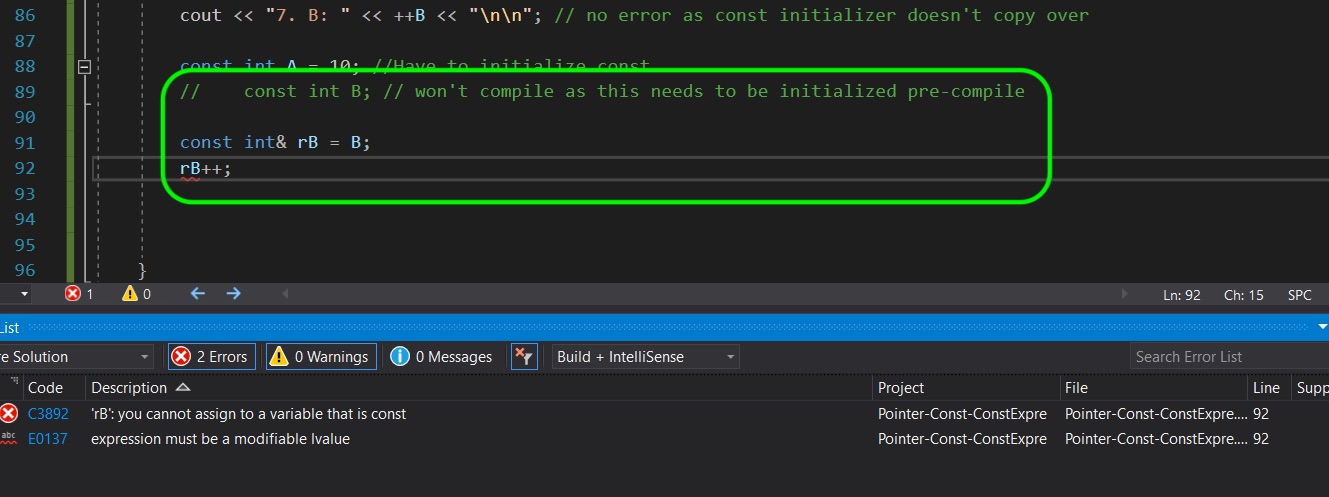 86 cout << "7. B: " << ++B << "\n\n"; // no error as const initializer doesn't copy over
87
88 const int A = 10; //Have to initialize const
89 //    const int B; // won't compile as this needs to be initialized pre-compile
90
91 const int& rB = B;
92 rB++;
93
94
95
96 }
1 0 Ln: 92 Ch: 15 SPC
List
re Solution 2 Errors 0 Warnings 0 Messages Build + IntelliSense Search Error List
Code Description Project File Line Supp
C3892 'rB': you cannot assign to a variable that is const Pointer-Const-ConstExpre Pointer-Const-ConstExpre.... 92
abc E0137 expression must be a modifiable lvalue Pointer-Const-ConstExpre Pointer-Const-ConstExpre.... 92